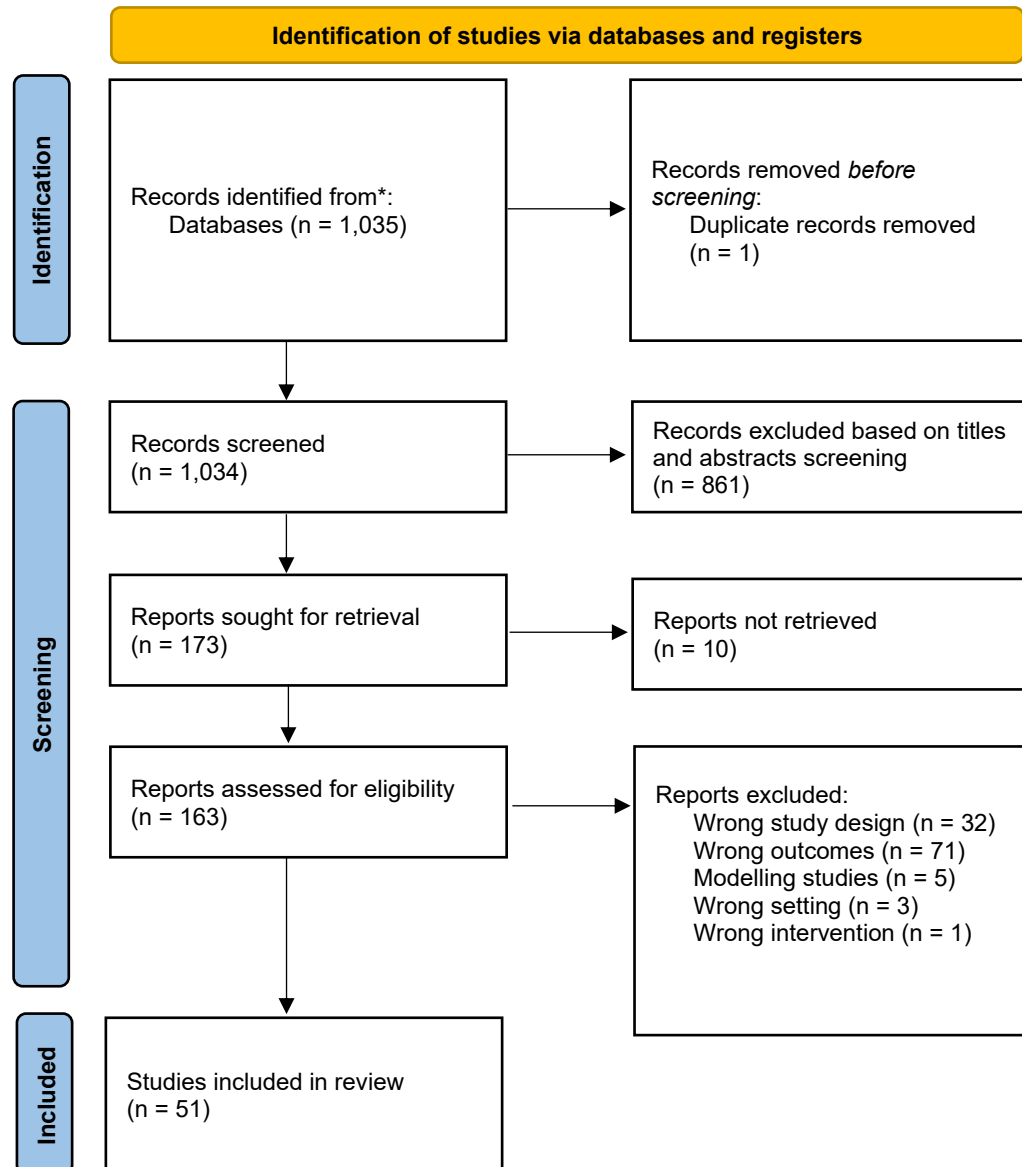 Identification of studies via databases and registers
Identification
Records identified from*:
Databases (n = 1,035)
Records removed before
screening:
Duplicate records removed
(n = 1)
Screening
Records screened
(n = 1,034)
Records excluded based on titles
and abstracts screening
(n = 861)
Reports sought for retrieval
(n = 173)
Reports not retrieved
(n = 10)
Reports assessed for eligibility
(n = 163)
Reports excluded:
Wrong study design (n = 32)
Wrong outcomes (n = 71)
Modelling studies (n = 5)
Wrong setting (n = 3)
Wrong intervention (n = 1)
Included
Studies included in review
(n = 51)